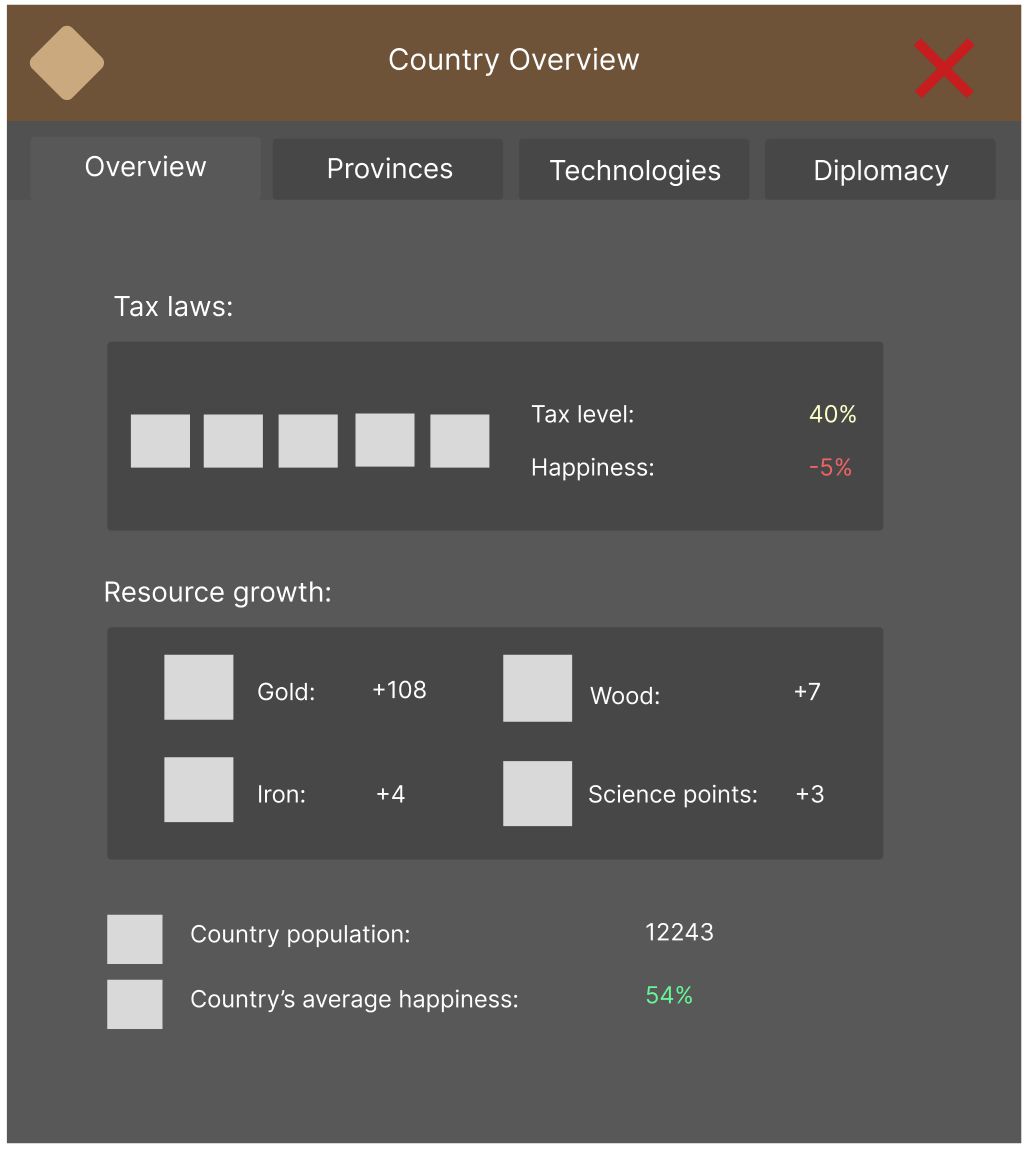 Country Overview
Overview Provinces Technologies Diplomacy
Tax laws:
Tax level: 40%
Happiness: -5%
Resource growth:
Gold: +108 Wood: +7
Iron: +4 Science points: +3
Country population: 12243
Country’s average happiness: 54%